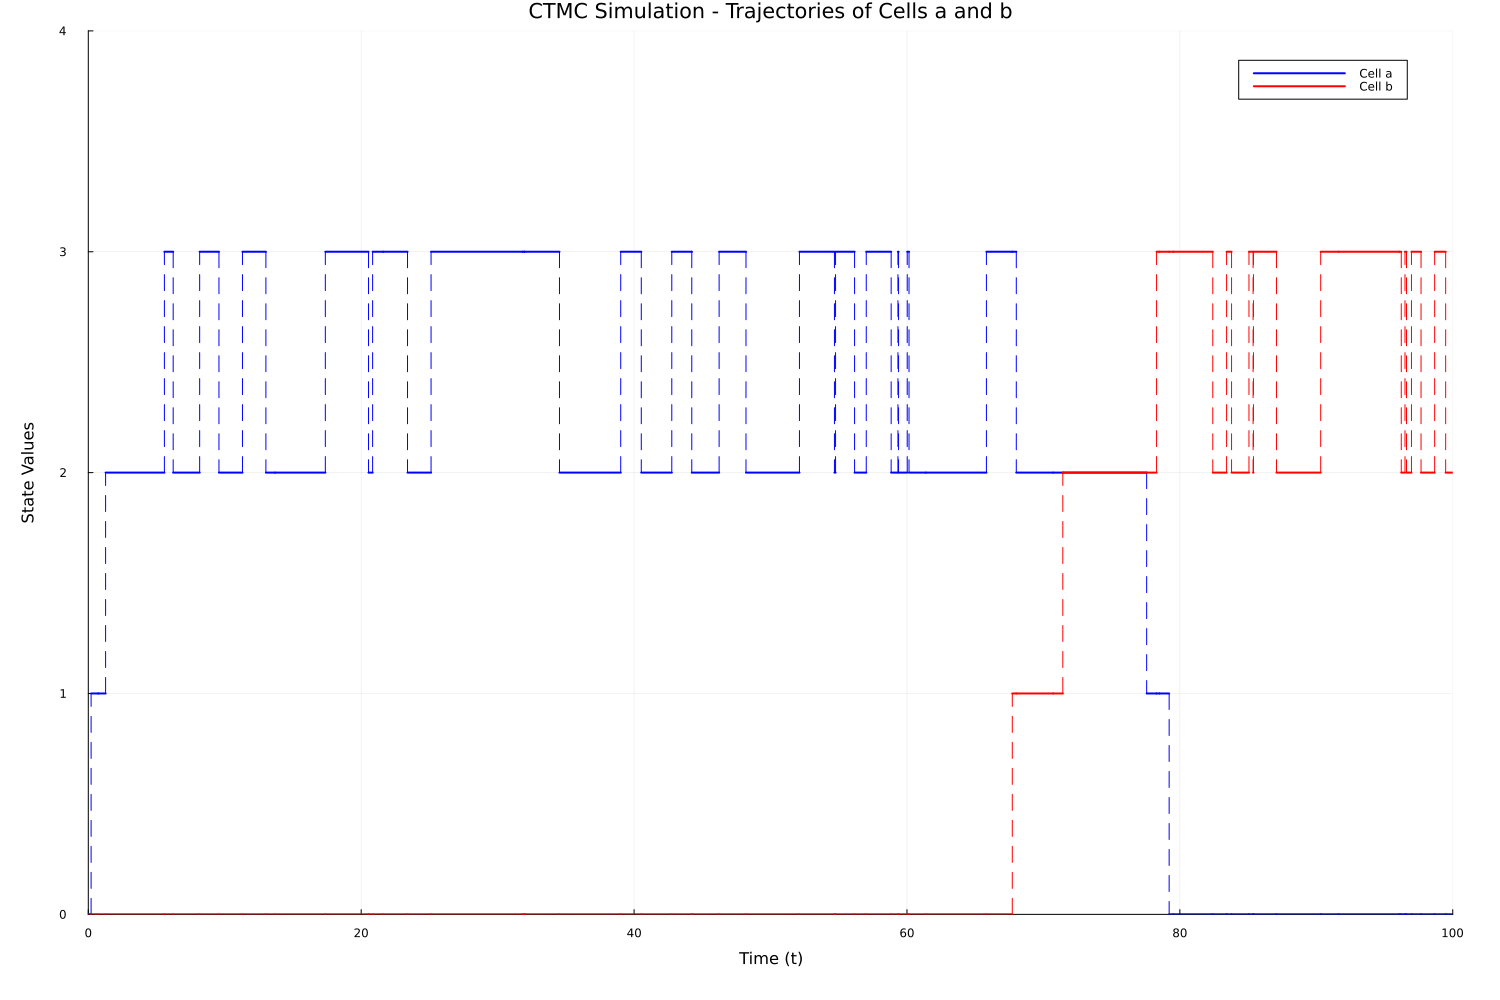 CTMC Simulation - Trajectories of Cells a and b
Cell a
Cell b
State Values
4
3
2
1
0
0 20 40 60 80 100
Time (t)